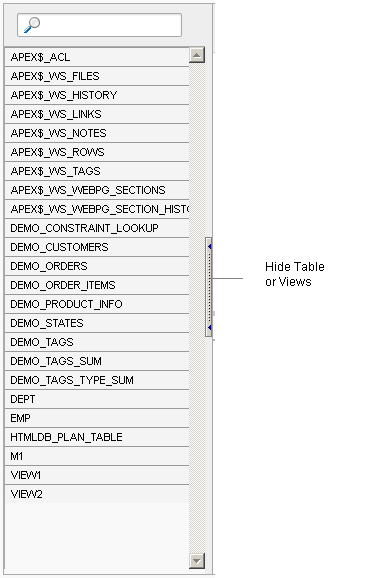 APEX$_ACL
APEX$_WS_FILES
APEX$_WS_HISTORY
APEX$_WS_LINKS
APEX$_WS_NOTES
APEX$_WS_ROWS
APEX$_WS_TAGS
APEX$_WS_WEBPG_SECTIONS
APEX$_WS_WEBPG_SECTION_HISTO
DEMO_CONSTRAINT_LOOKUP
DEMO_CUSTOMERS
DEMO_ORDERS
DEMO_ORDER_ITEMS
DEMO_PRODUCT_INFO
DEMO_STATES
DEMO_TAGS
DEMO_TAGS_SUM
DEMO_TAGS_TYPE_SUM
DEPT
EMP
HTMLDB_PLAN_TABLE
M1
VIEW1
VIEW2
Hide Table
or Views